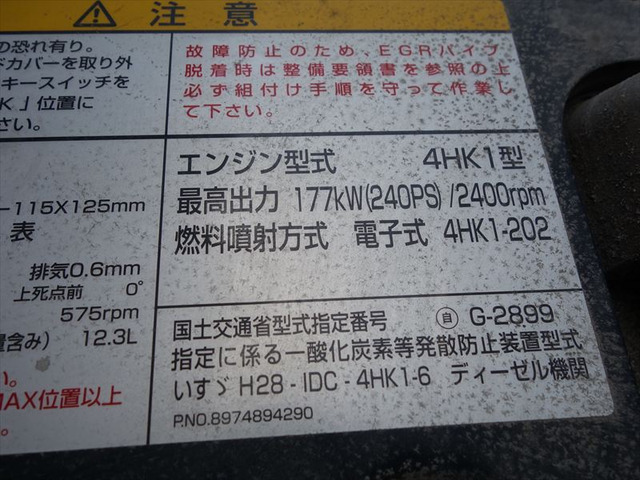 注意
の恐れ有り。
ドカバーを取り外
キースイッチを
K」位置に
さい。
故障防止のため、EGRパイプ
脱着時は整備要領書を参照の上
必ず組付け手順を守って作業し
て下さい。
エンジン型式 4HK1型
最高出力 177kW(240PS)/2400rpm
燃料噴射方式 電子式 4HK1-202
-115X125mm
表
排気0.6mm
上死点前 0°
575rpm
量含み) 12.3L
い。
MAX位置以上
い。
国土交通省型式指定番号 自 G-2899
指定に係る一酸化炭素等発散防止装置型式
いすゞ H28-IDC-4HK1-6 ディーゼル機関
P.NO.8974894290